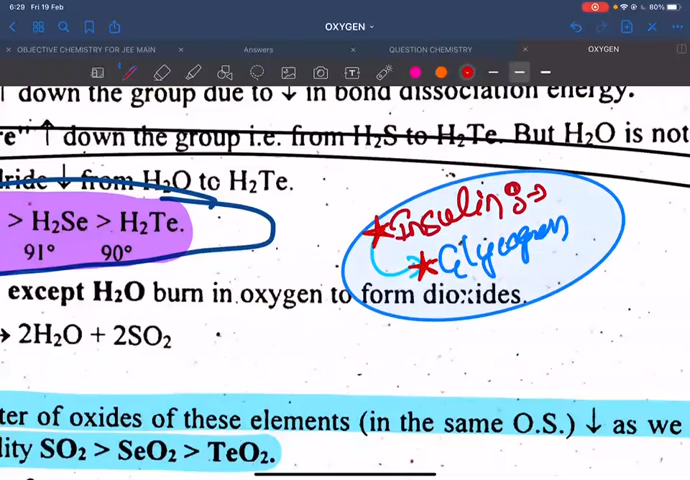 6:29 Fri 19 Feb
80%
OXYGEN
OBJECTIVE CHEMISTRY FOR JEE MAIN
Answers
QUESTION CHEMISTRY
OXYGEN
↑ down the group due to ↓ in bond dissociation energy.
re" ↑ down the group i.e. from H₂S to H₂Te. But H₂O is not
dride ↓ from H₂O to H₂Te.
> H₂Se > H₂Te.
91° 90°
Insulin
Glycogen
except H₂O burn in oxygen to form dioxides.
→ 2H₂O + 2SO₂
ter of oxides of these elements (in the same O.S.) ↓ as we
lity SO₂ > SeO₂ > TeO₂.